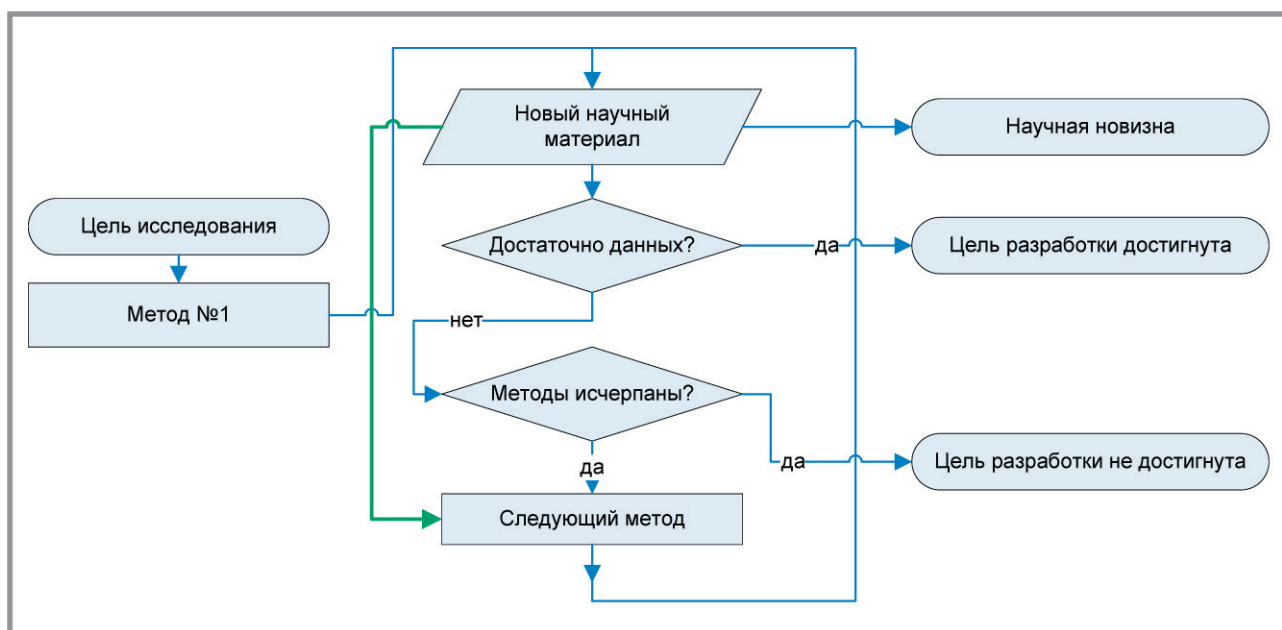 Новый научный
материал
Научная новизна
Цель исследования
Достаточно данных?
да
Цель разработки достигнута
Метод №1
нет
Методы исчерпаны?
да
да
Цель разработки не достигнута
Следующий метод